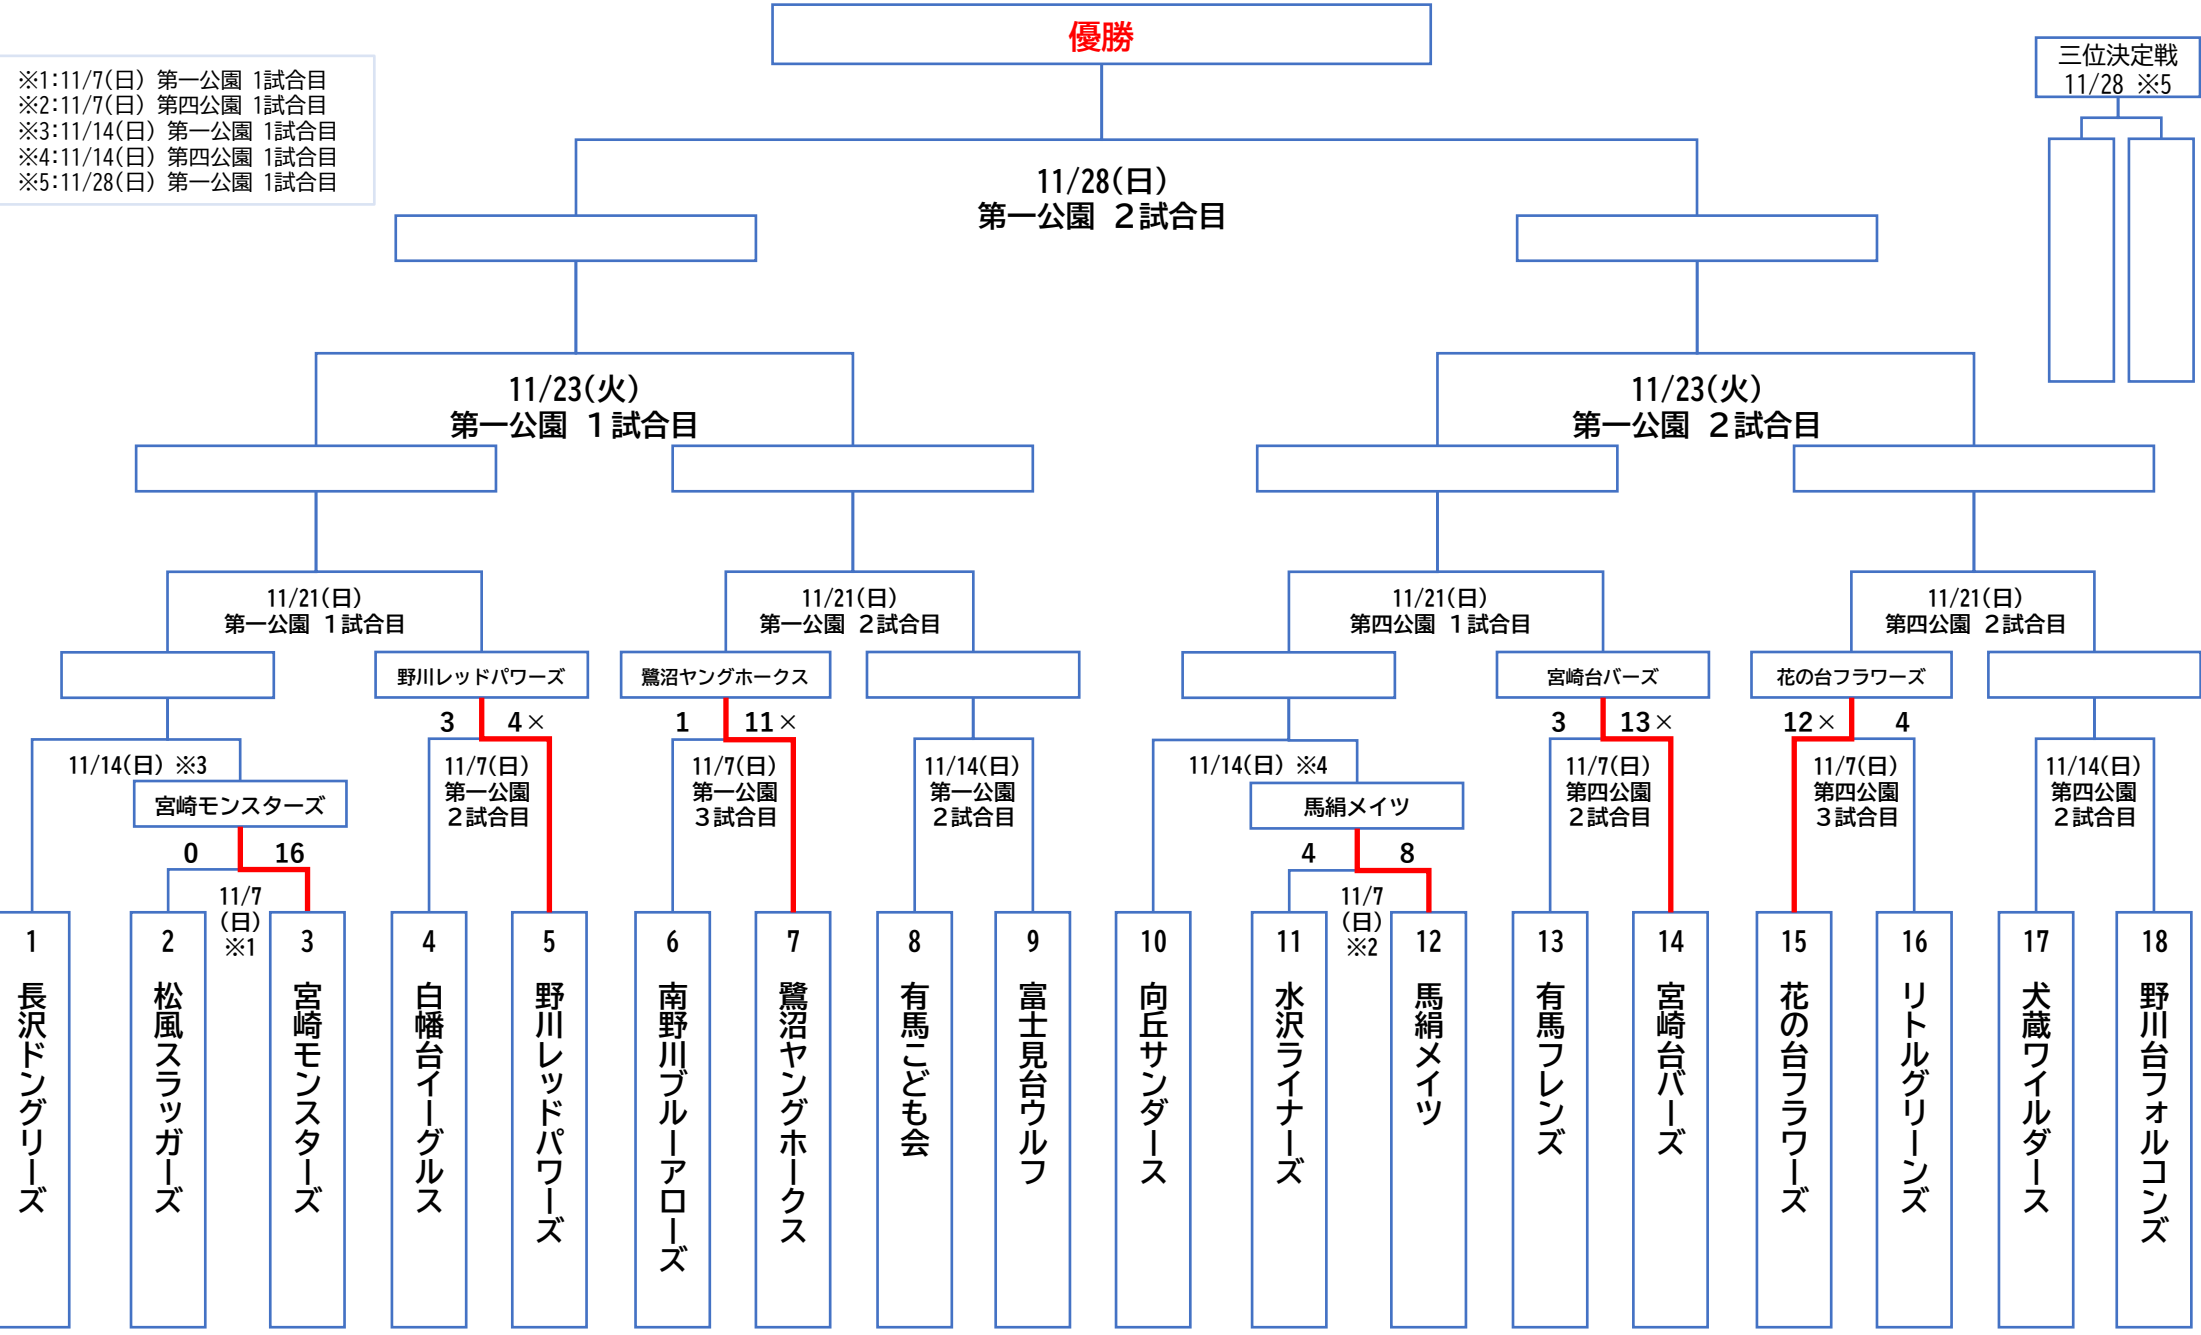 優勝
三位決定戦
11/28 ※5
※1:11/7(日) 第一公園 1試合目
※2:11/7(日) 第四公園 1試合目
※3:11/14(日) 第一公園 1試合目
※4:11/14(日) 第四公園 1試合目
※5:11/28(日) 第一公園 1試合目
11/28(日)
第一公園 2試合目
11/23(火)
第一公園 1試合目
11/23(火)
第一公園 2試合目
11/21(日)
第一公園 1試合目
11/21(日)
第一公園 2試合目
11/21(日)
第四公園 1試合目
11/21(日)
第四公園 2試合目
野川レッドパワーズ
鷺沼ヤングホークス
宮崎台バーズ
花の台フラワーズ
3 4×
1 11×
3 13×
12× 4
11/14(日) ※3
11/7(日)
第一公園
2試合目
11/7(日)
第一公園
3試合目
11/14(日)
第一公園
2試合目
11/14(日) ※4
11/7(日)
第四公園
2試合目
11/7(日)
第四公園
3試合目
11/14(日)
第四公園
2試合目
宮崎モンスターズ
馬絹メイツ
0 16
4 8
11/7
(日)
※1
11/7
(日)
※2
1 長沢ドングリーズ
2 松風スラッガーズ
3 宮崎モンスターズ
4 白幡台イーグルス
5 野川レッドパワーズ
6 南野川ブルーアローズ
7 鷺沼ヤングホークス
8 有馬こども会
9 富士見台ウルフ
10 向丘サンダース
11 水沢ライナーズ
12 馬絹メイツ
13 有馬フレンズ
14 宮崎台バーズ
15 花の台フラワーズ
16 リトルグリーンズ
17 犬蔵ワイルダース
18 野川台フォルコンズ